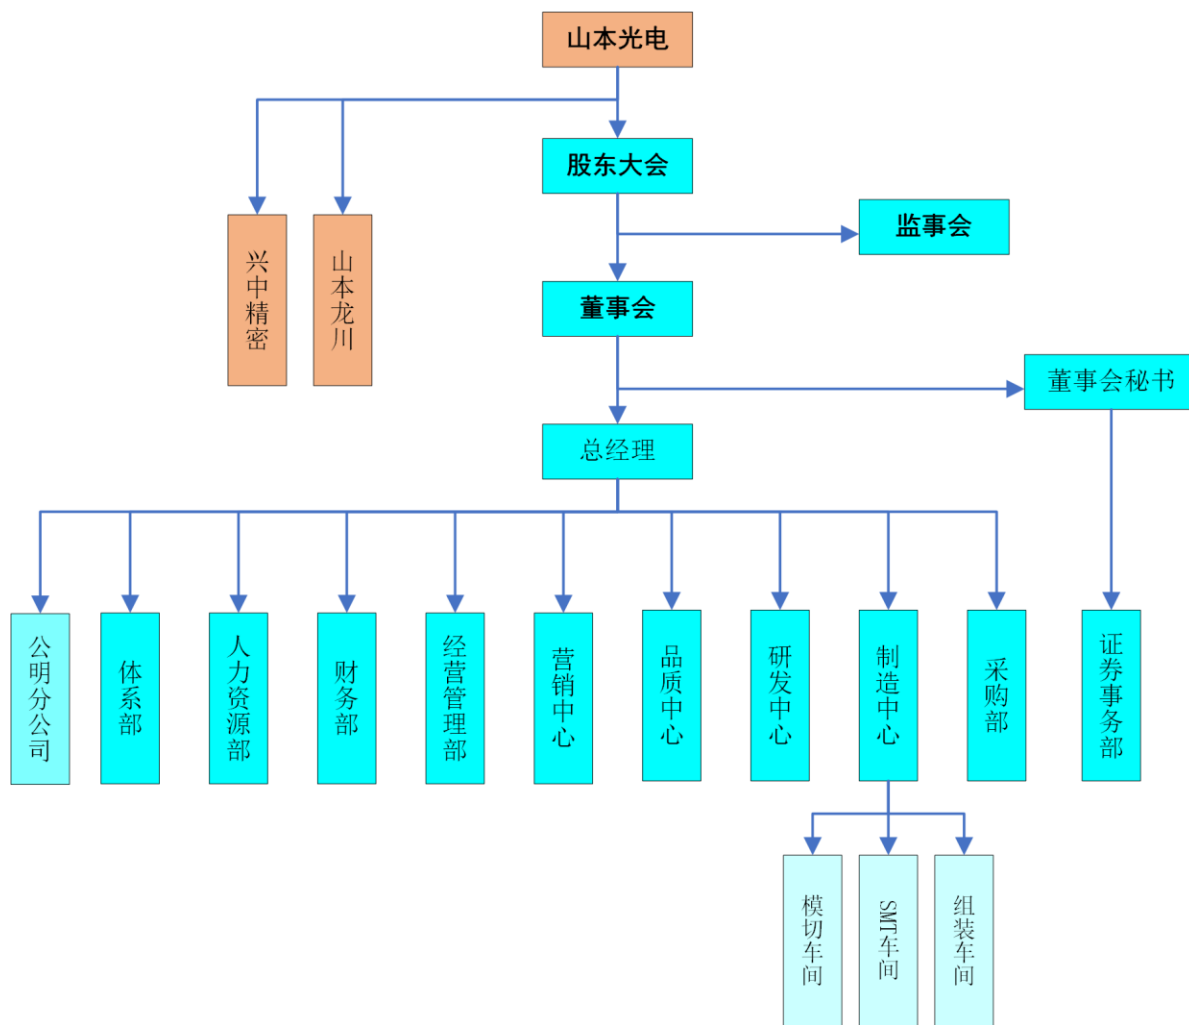 山本光电
股东大会
监事会
兴中精密
山本龙川
董事会
董事会秘书
总经理
公明分公司
体系部
人力资源部
财务部
经营管理部
营销中心
品质中心
研发中心
制造中心
采购部
证券事务部
模切车间
SMT车间
组装车间